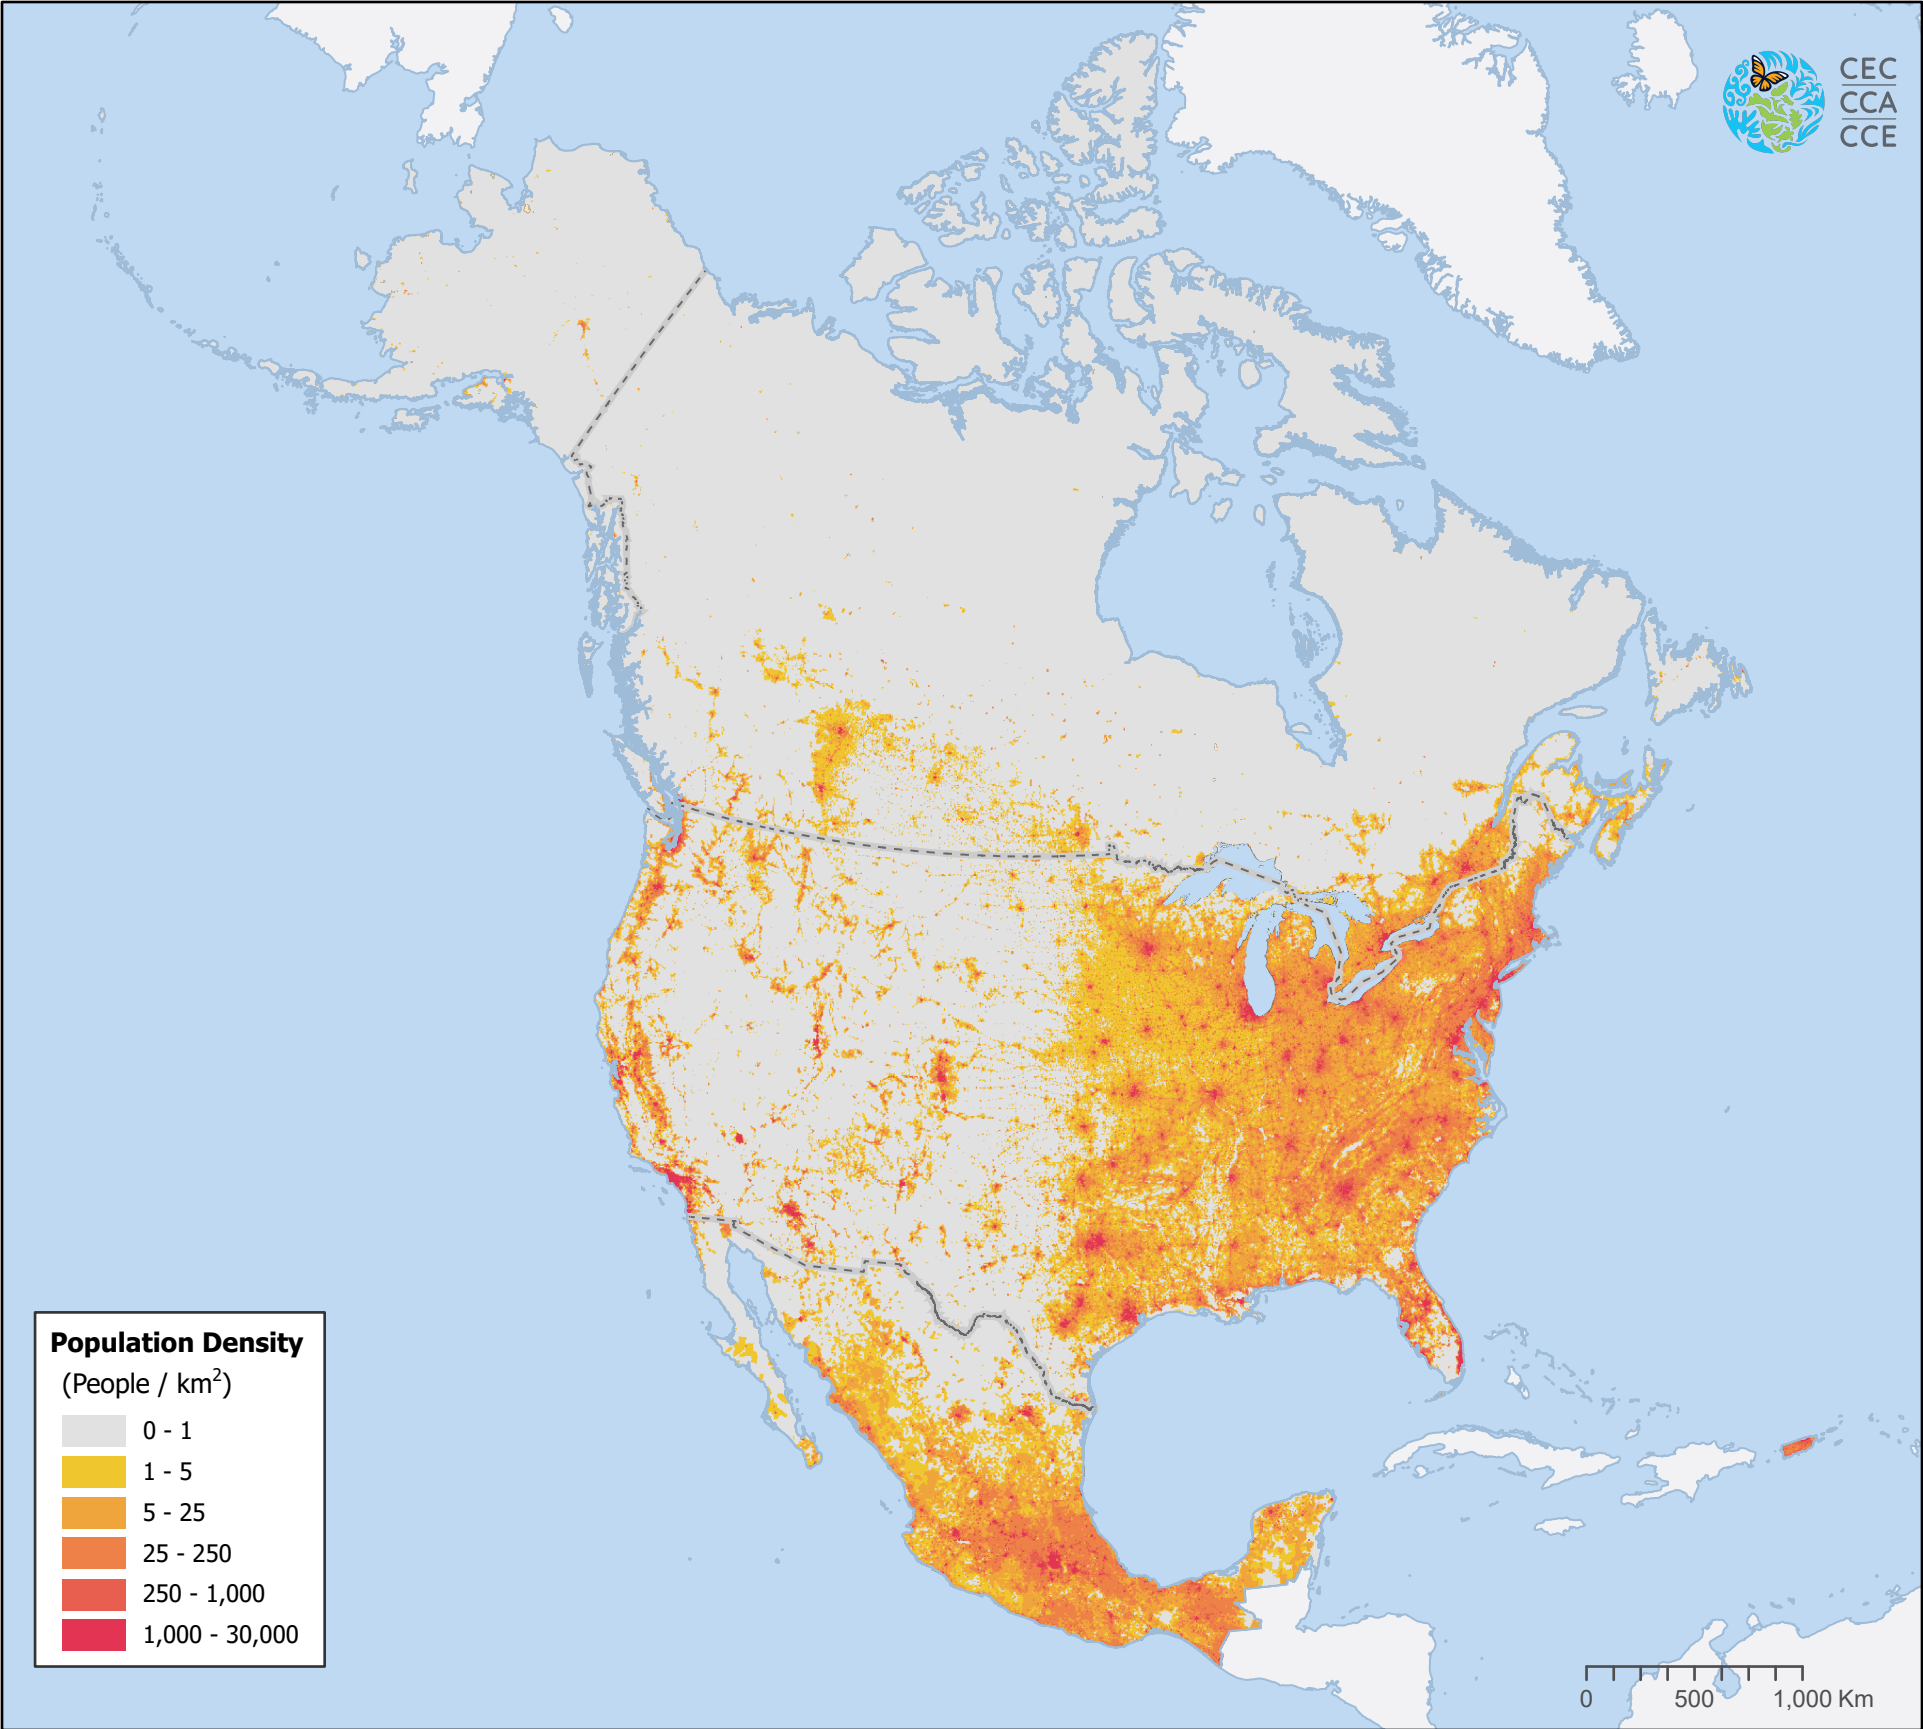 CEC
CCA
CCE
Population Density
(People / km²)
0 - 1
1 - 5
5 - 25
25 - 250
250 - 1,000
1,000 - 30,000
0 500 1,000 Km